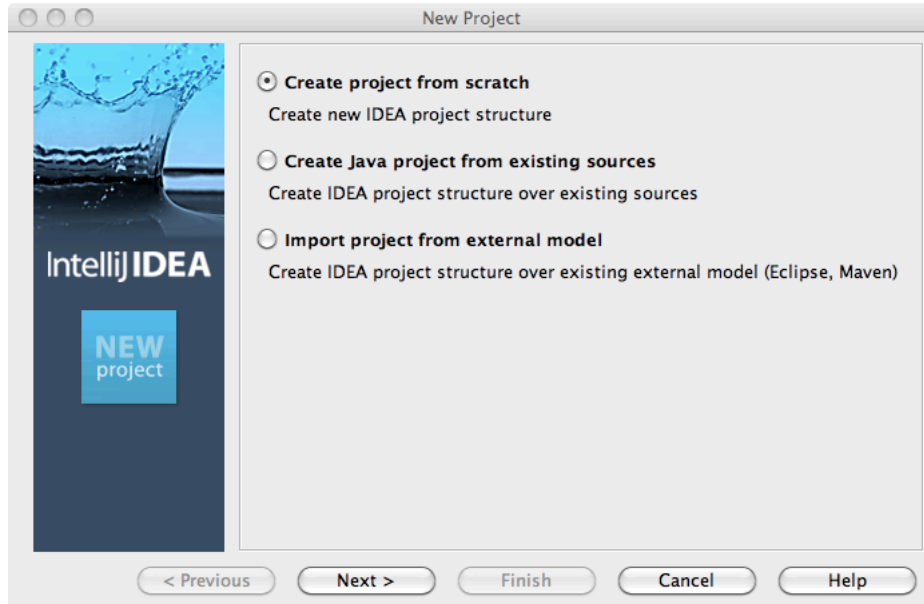 New Project
Create project from scratch
Create new IDEA project structure
Create Java project from existing sources
Create IDEA project structure over existing sources
Import project from external model
Create IDEA project structure over existing external model (Eclipse, Maven)
IntelliJ IDEA
NEW
project
< Previous
Next >
Finish
Cancel
Help